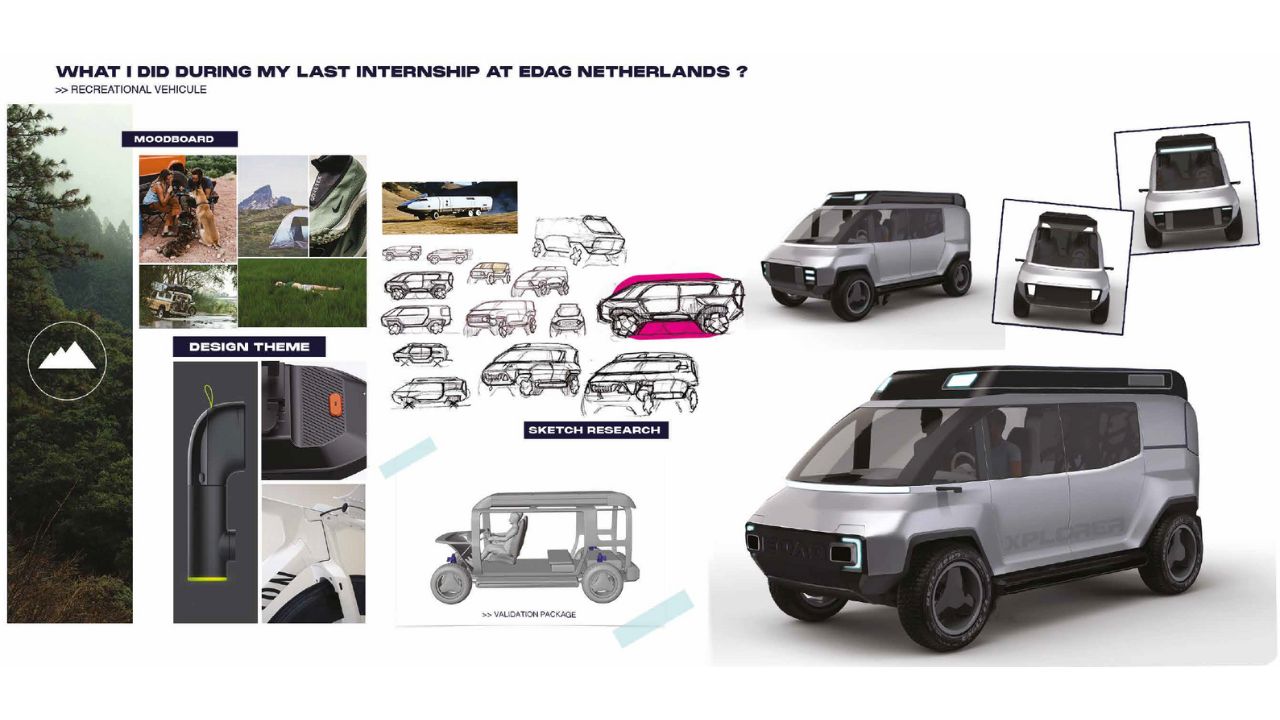 WHAT I DID DURING MY LAST INTERNSHIP AT EDAG NETHERLANDS ?
>> RECREATIONAL VEHICULE
MOODBOARD
DESIGN THEME
SKETCH RESEARCH
>> VALIDATION PACKAGE
EDAG
XPLORER